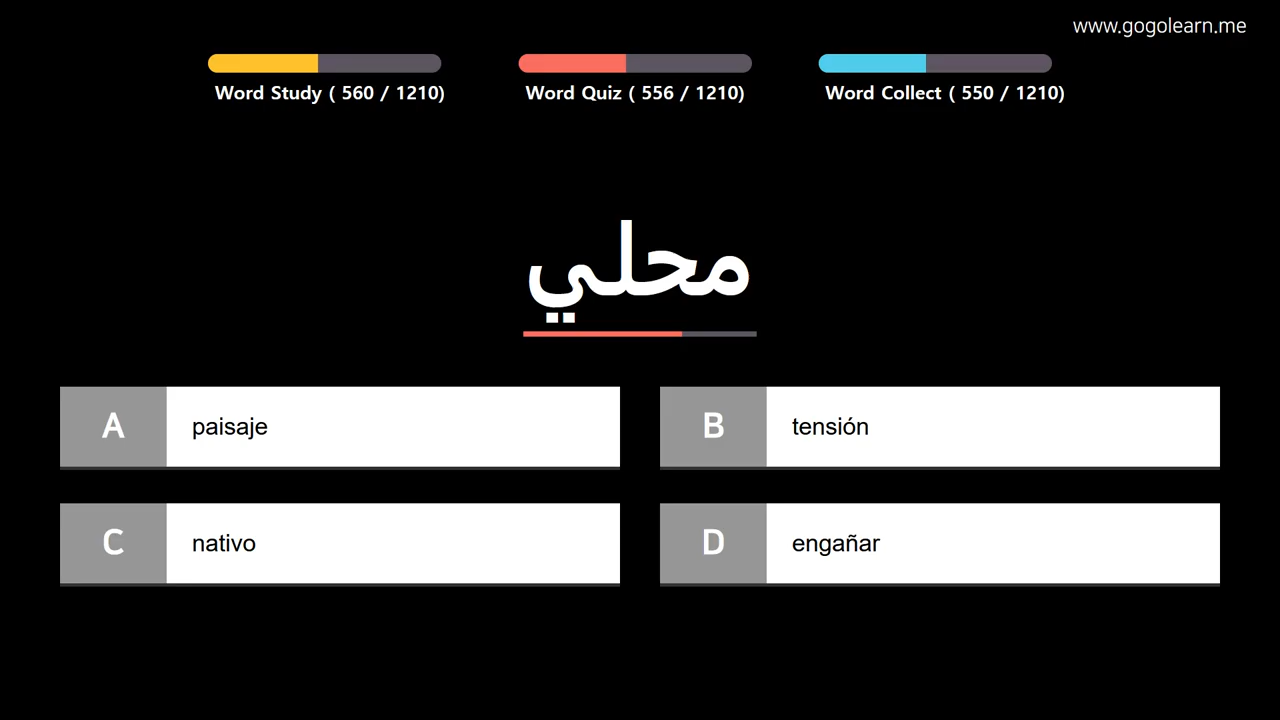 www.gogolearn.me
Word Study ( 560 / 1210)
Word Quiz ( 556 / 1210)
Word Collect ( 550 / 1210)
محلي
A paisaje
B tensión
C nativo
D engañar